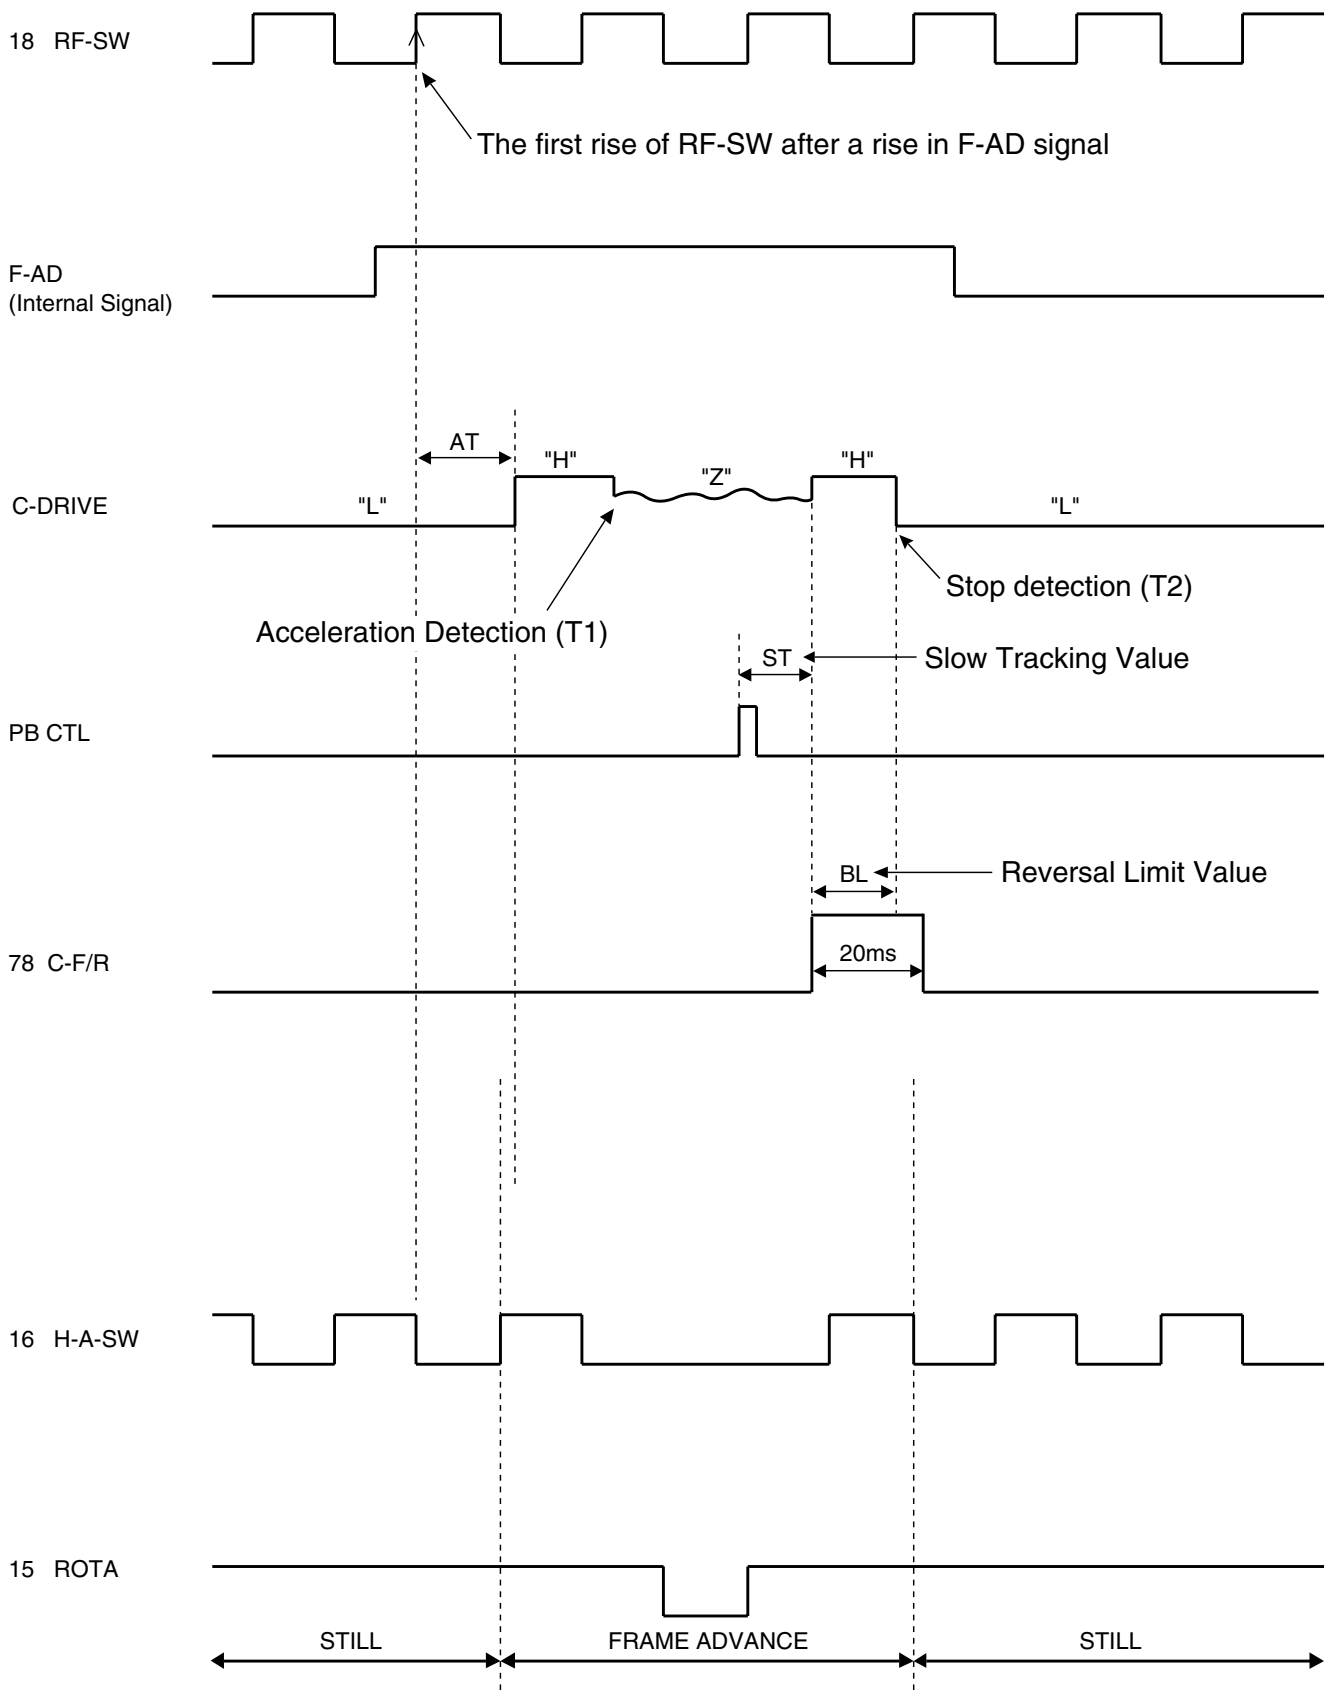 18 RF-SW
The first rise of RF-SW after a rise in F-AD signal
F-AD
(Internal Signal)
AT
"H"
"Z"
"H"
C-DRIVE
"L"
"L"
Stop detection (T2)
Acceleration Detection (T1)
ST
Slow Tracking Value
PB CTL
BL
Reversal Limit Value
78 C-F/R
20ms
16 H-A-SW
15 ROTA
STILL
FRAME ADVANCE
STILL